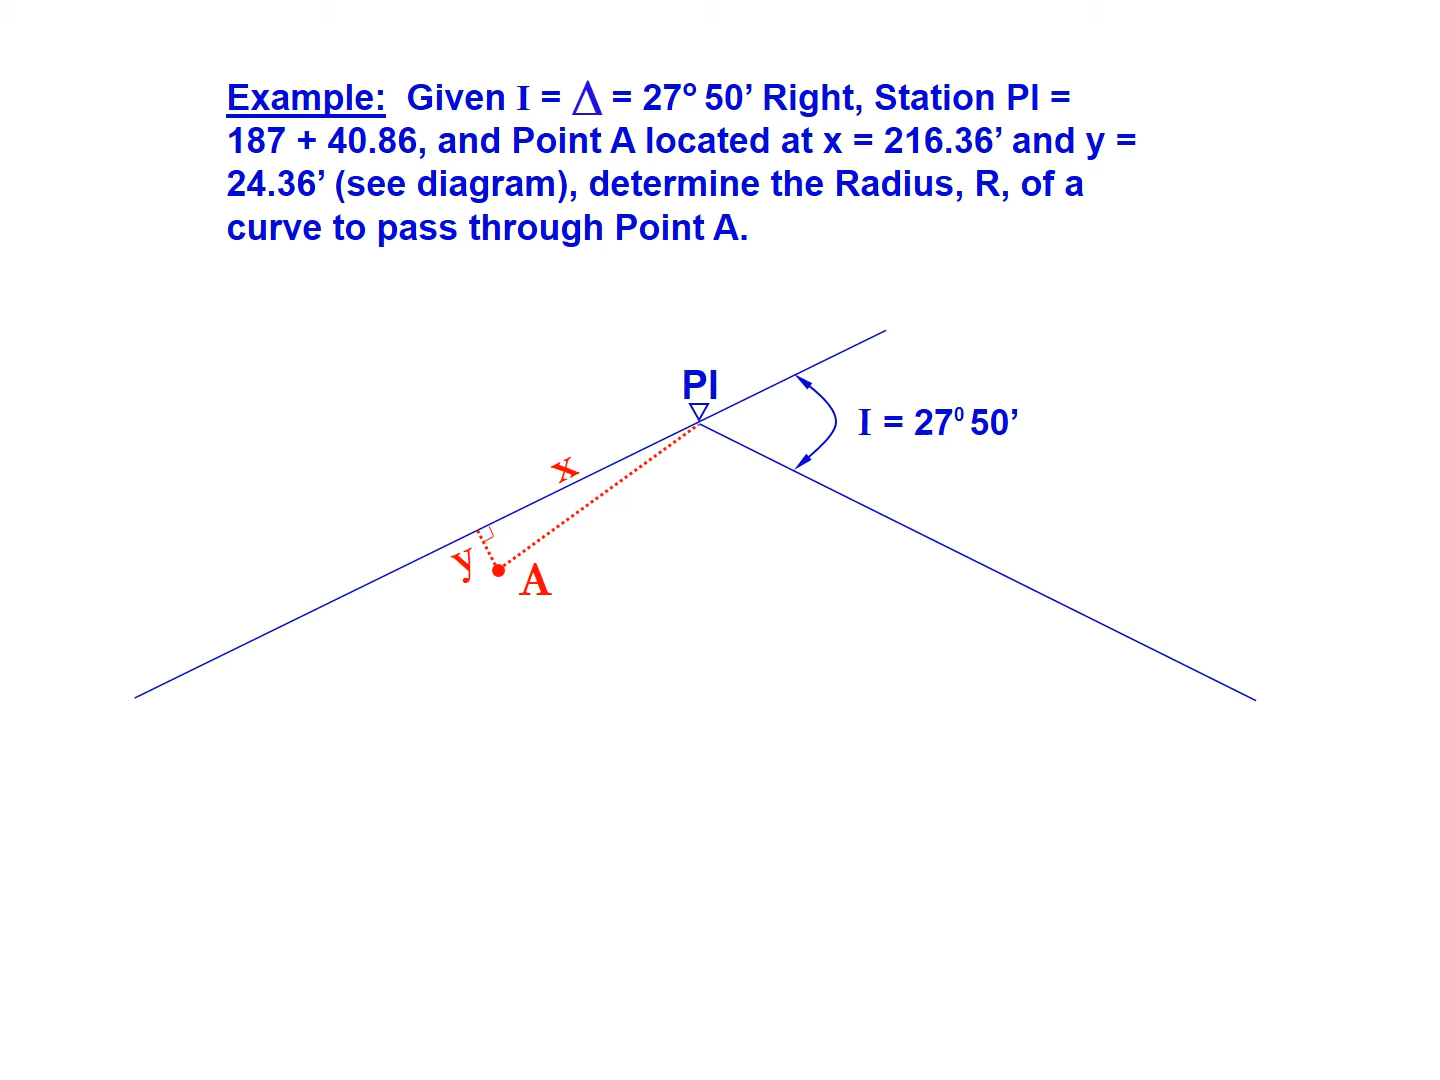 Example: Given I = Δ = 27° 50’ Right, Station PI =
187 + 40.86, and Point A located at x = 216.36’ and y =
24.36’ (see diagram), determine the Radius, R, of a
curve to pass through Point A.
PI
I = 27⁰ 50’
x
y
A